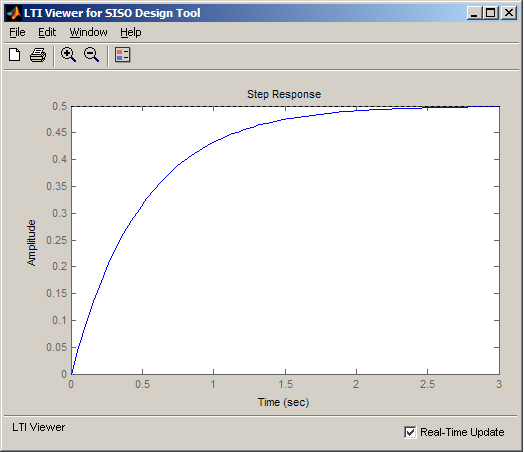 LTI Viewer for SISO Design Tool
File Edit Window Help
Step Response
0.5
0.45
0.4
0.35
0.3
0.25
0.2
0.15
0.1
0.05
0
Amplitude
0 0.5 1 1.5 2 2.5 3
Time (sec)
LTI Viewer
Real-Time Update